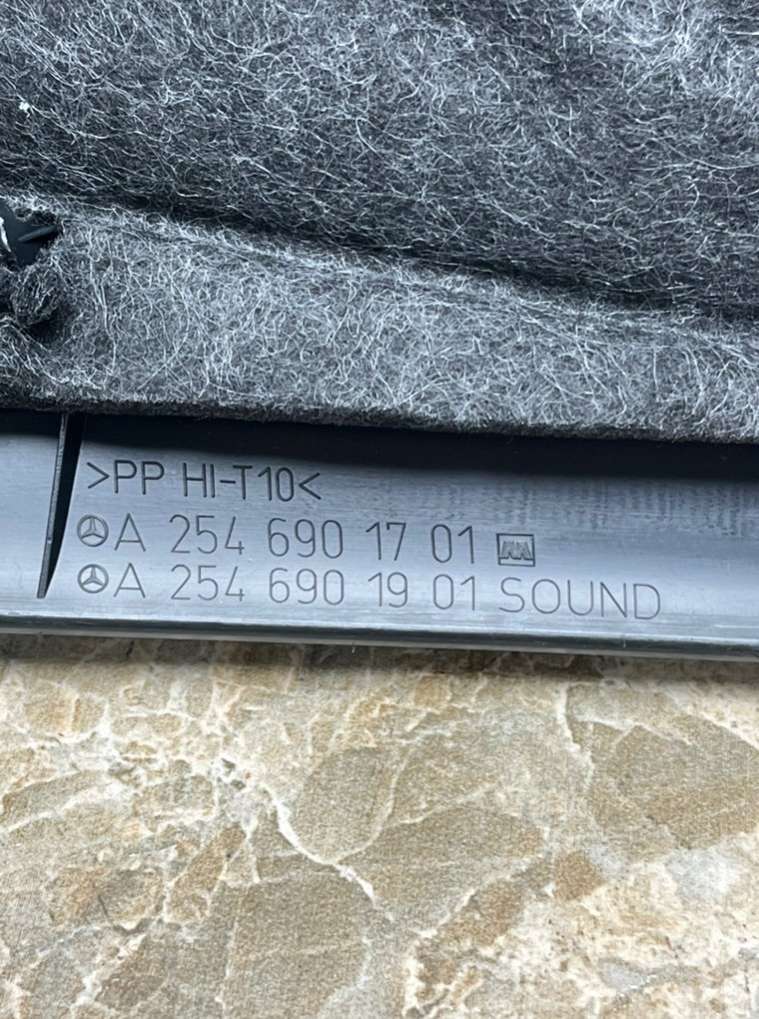 >PP HI-T10<
A 254 690 17 01
A 254 690 19 01 SOUND